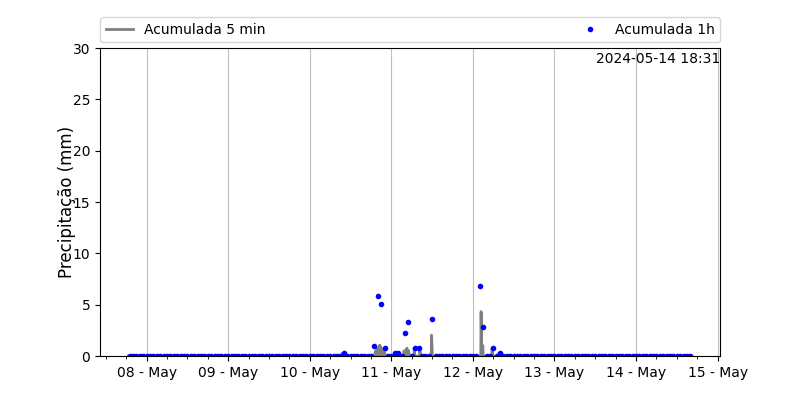 Acumulada 5 min Acumulada 1h
2024-05-14 18:31
Precipitação (mm)
30
25
20
15
10
5
0
08 - May 09 - May 10 - May 11 - May 12 - May 13 - May 14 - May 15 - May